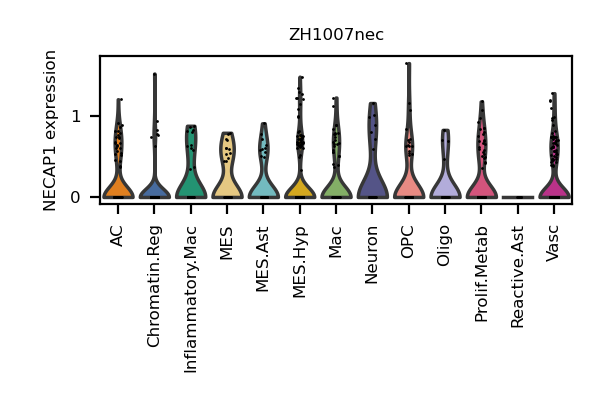 ZH1007nec
NECAP1 expression
1
0
AC
Chromatin.Reg
Inflammatory.Mac
MES
MES.Ast
MES.Hyp
Mac
Neuron
OPC
Oligo
Prolif.Metab
Reactive.Ast
Vasc